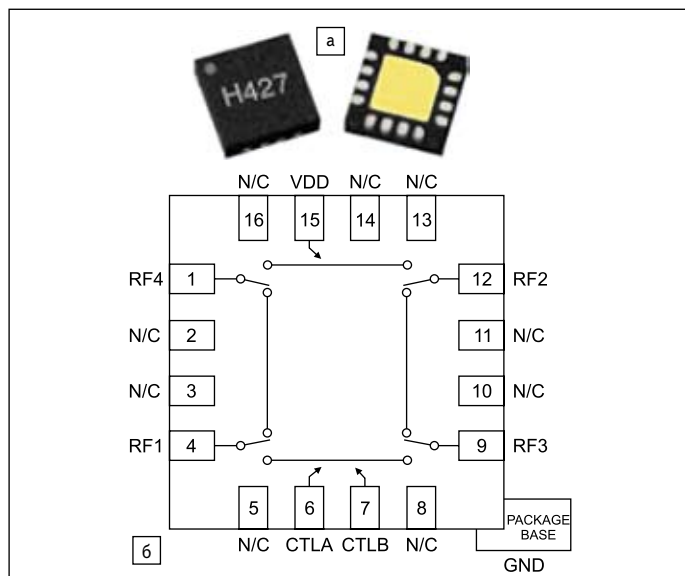 а
H427
N/C VDD N/C N/C
16 15 14 13
RF4 1 12 RF2
N/C 2 11 N/C
N/C 3 10 N/C
RF1 4 9 RF3
5 6 7 8
N/C CTLA CTLB N/C
PACKAGE
BASE
GND
б